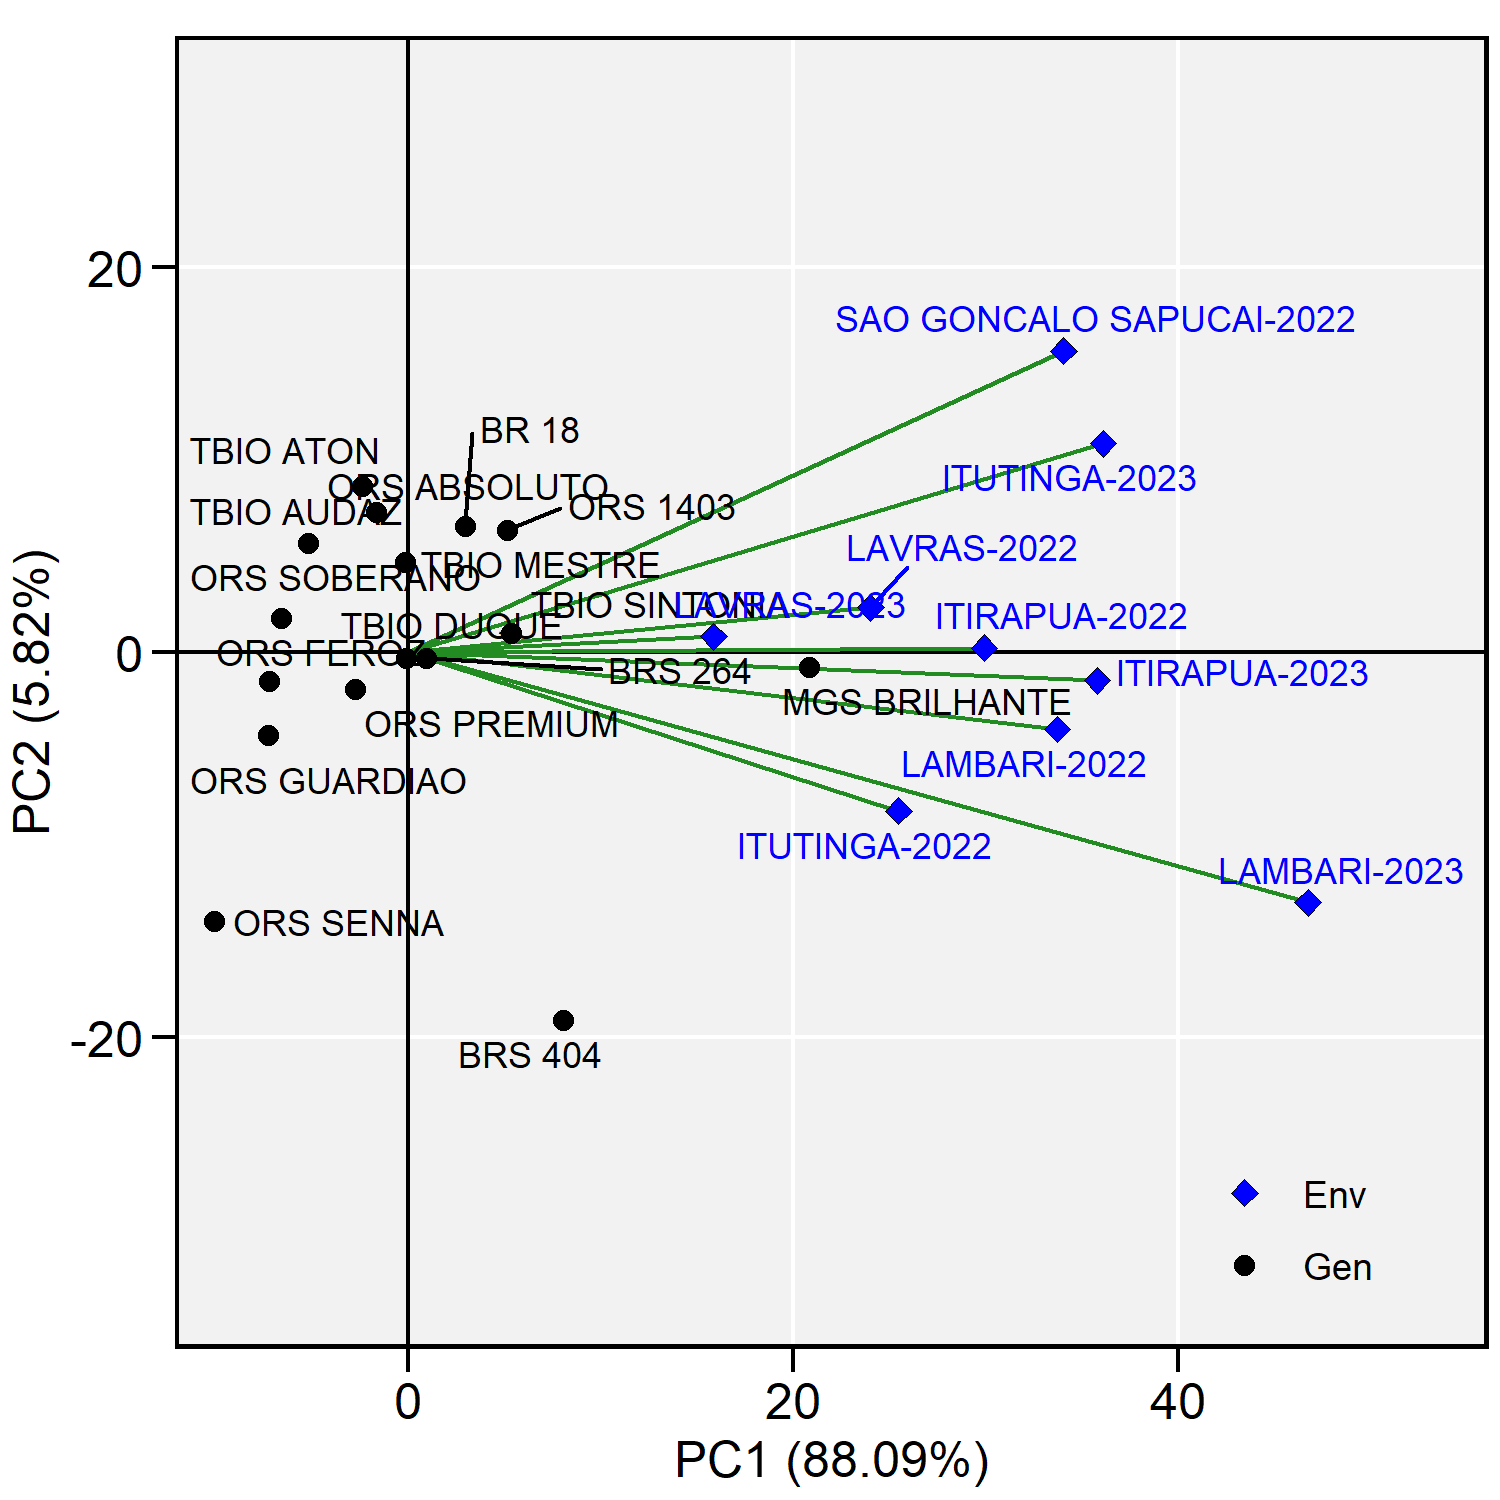 SAO GONCALO SAPUCAI-2022
BR 18
TBIO ATON
ITUTINGA-2023
ORS ABSOLUTO
ORS 1403
TBIO AUDAZ
LAVRAS-2022
TBIO MESTRE
ORS SOBERANO
TBIO SINTONIA
LAVRAS-2023
ITIRAPUA-2022
TBIO DUQUE
ORS FEROZ
BRS 264
ITIRAPUA-2023
MGS BRILHANTE
ORS PREMIUM
LAMBARI-2022
ORS GUARDIAO
ITUTINGA-2022
LAMBARI-2023
ORS SENNA
BRS 404
20
0
-20
PC2 (5.82%)
Env
Gen
0
20
40
PC1 (88.09%)